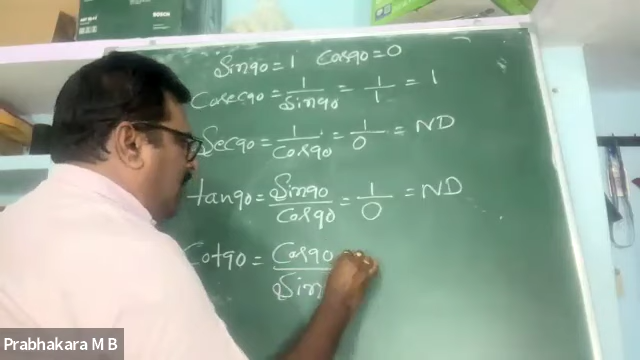 BOSCH
Sin90 = 1 Cos90 = 0
Cosec90 = 1/Sin90 = 1/1 = 1
Sec90 = 1/Cos90 = 1/0 = ND
tan90 = Sin90/Cos90 = 1/0 = ND
Cot90 = Cos90/Sin
Prabhakara M B